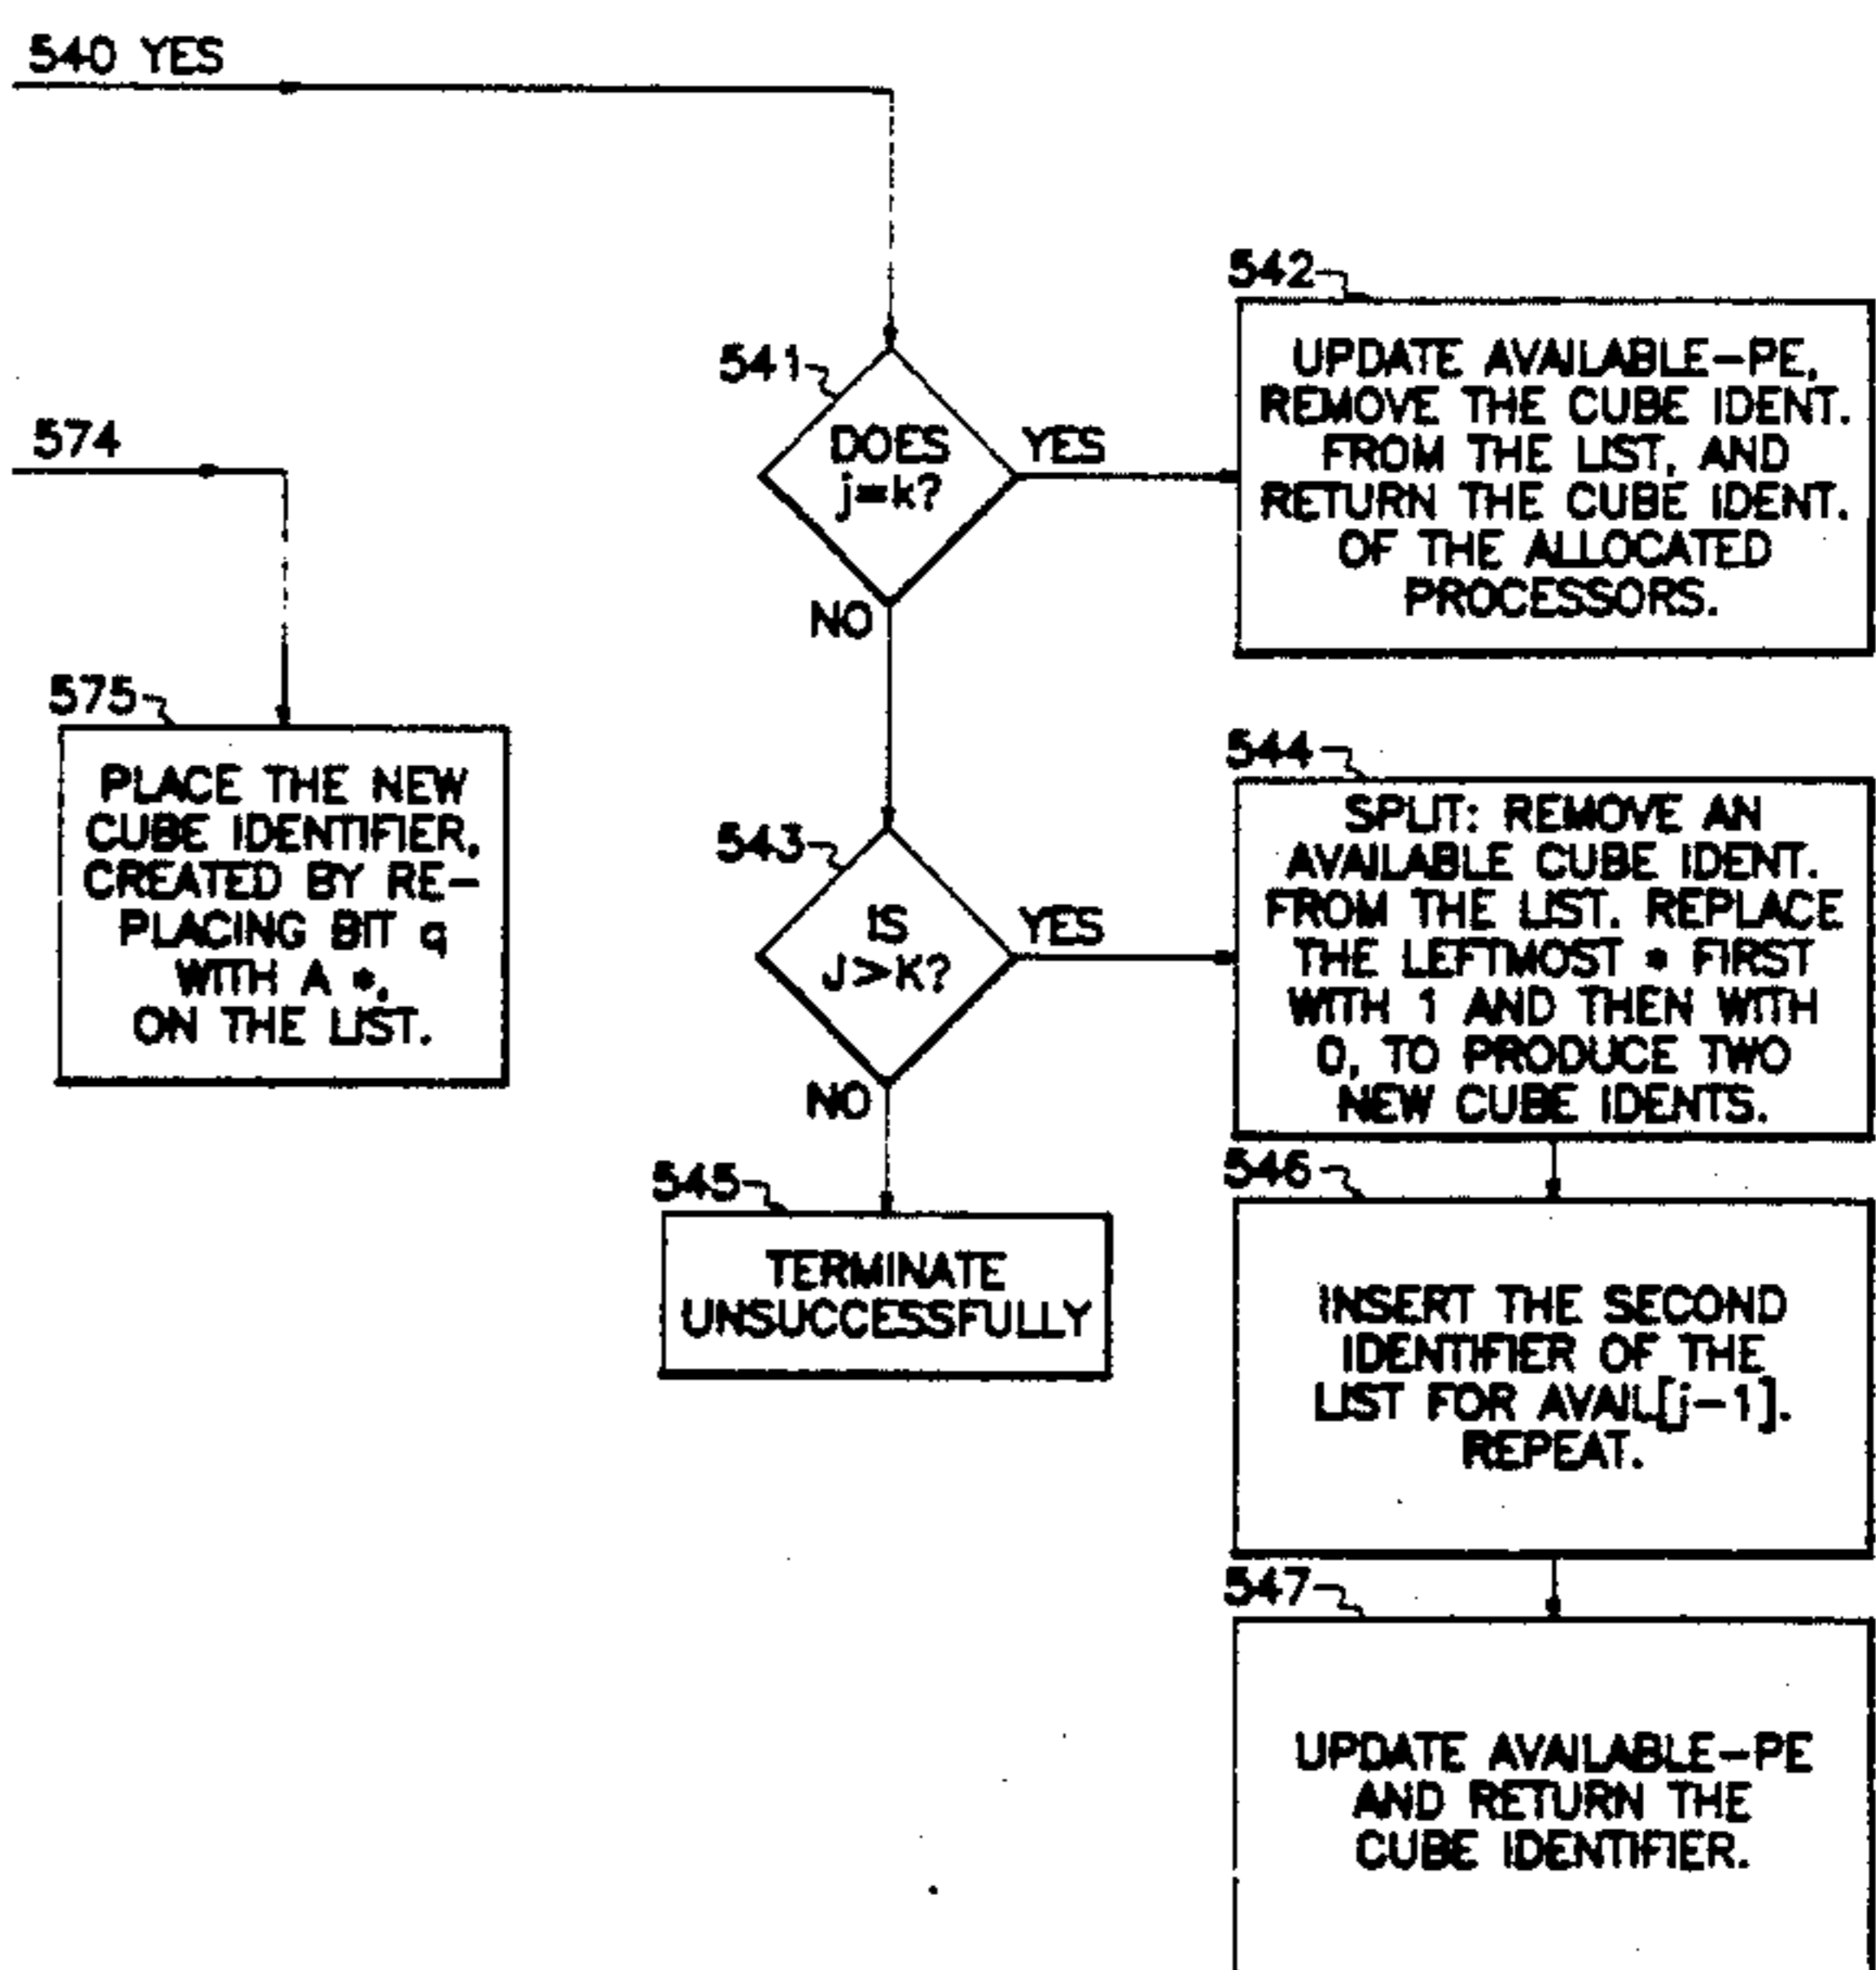 540 YES
541
DOES
j=k?
YES
NO
542
UPDATE AVAILABLE-PE,
REMOVE THE CUBE IDENT.
FROM THE LIST, AND
RETURN THE CUBE IDENT.
OF THE ALLOCATED
PROCESSORS.
574
575
PLACE THE NEW
CUBE IDENTIFIER,
CREATED BY RE-
PLACING BIT q
WITH A *,
ON THE LIST.
543
IS
J>K?
YES
NO
544
SPLIT: REMOVE AN
AVAILABLE CUBE IDENT.
FROM THE LIST. REPLACE
THE LEFTMOST * FIRST
WITH 1 AND THEN WITH
0, TO PRODUCE TWO
NEW CUBE IDENTS.
545
TERMINATE
UNSUCCESSFULLY
546
INSERT THE SECOND
IDENTIFIER OF THE
LIST FOR AVAIL[j-1].
REPEAT.
547
UPDATE AVAILABLE-PE
AND RETURN THE
CUBE IDENTIFIER.